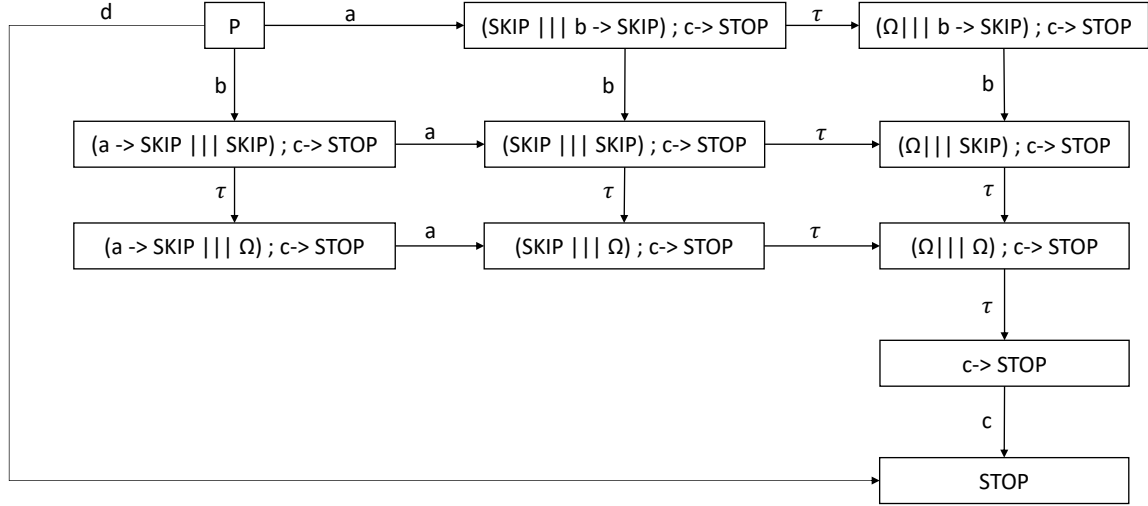 d
P
a
(SKIP ||| b -> SKIP) ; c-> STOP
τ
(Ω||| b -> SKIP) ; c-> STOP
b
b
b
(a -> SKIP ||| SKIP) ; c-> STOP
a
(SKIP ||| SKIP) ; c-> STOP
τ
(Ω||| SKIP) ; c-> STOP
τ
τ
τ
(a -> SKIP ||| Ω) ; c-> STOP
a
(SKIP ||| Ω) ; c-> STOP
τ
(Ω||| Ω) ; c-> STOP
τ
c-> STOP
c
STOP